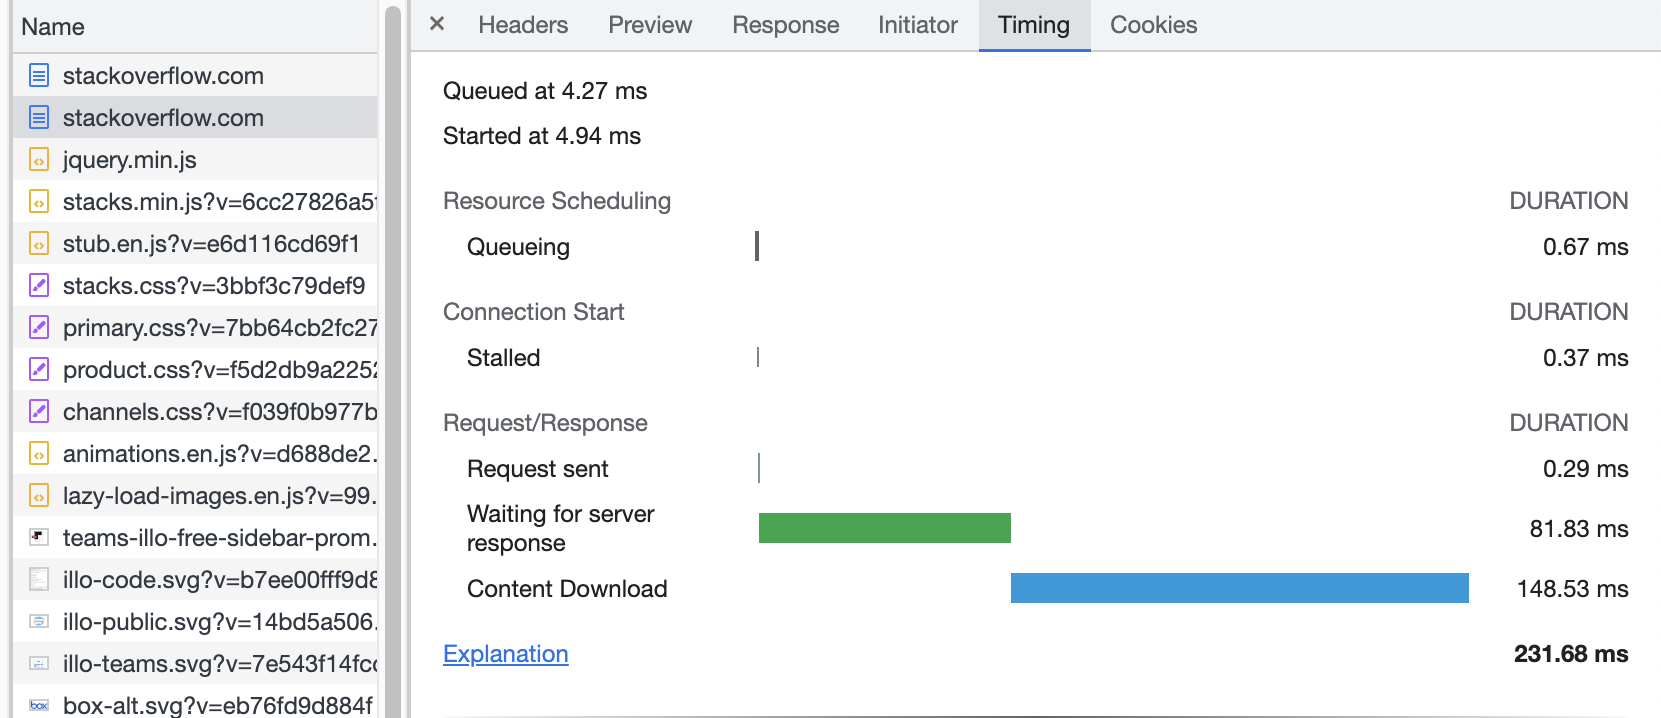 Name
stackoverflow.com
stackoverflow.com
jquery.min.js
stacks.min.js?v=6cc27826a5
stub.en.js?v=e6d116cd69f1
stacks.css?v=3bbf3c79def9
primary.css?v=7bb64cb2fc27
product.css?v=f5d2db9a2252
channels.css?v=f039f0b977b
animations.en.js?v=d688de2.
lazy-load-images.en.js?v=99.
teams-illo-free-sidebar-prom.
illo-code.svg?v=b7ee00fff9d8
illo-public.svg?v=14bd5a506.
illo-teams.svg?v=7e543f14fcc
box-alt.svg?v=eb76fd9d884f
× Headers Preview Response Initiator Timing Cookies
Queued at 4.27 ms
Started at 4.94 ms
Resource Scheduling DURATION
Queueing 0.67 ms
Connection Start DURATION
Stalled 0.37 ms
Request/Response DURATION
Request sent 0.29 ms
Waiting for server
response 81.83 ms
Content Download 148.53 ms
Explanation 231.68 ms